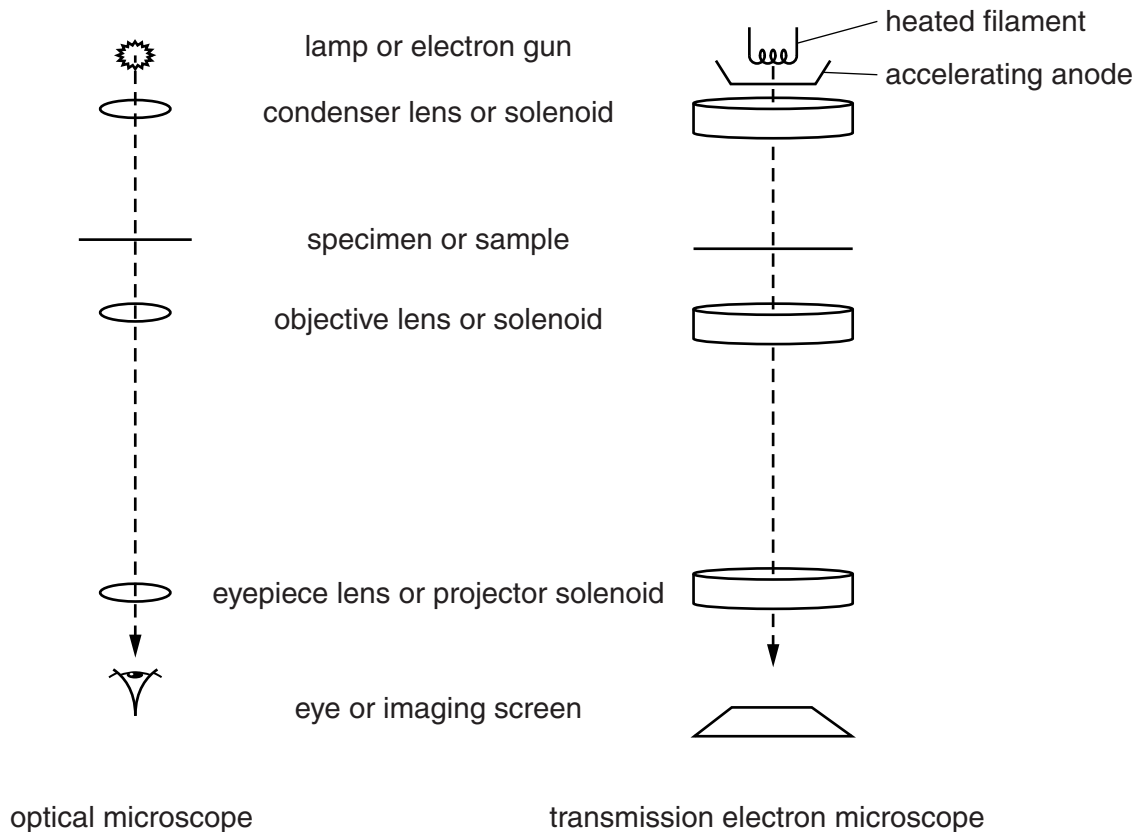 heated filament
lamp or electron gun
accelerating anode
condenser lens or solenoid
specimen or sample
objective lens or solenoid
eyepiece lens or projector solenoid
eye or imaging screen
optical microscope
transmission electron microscope